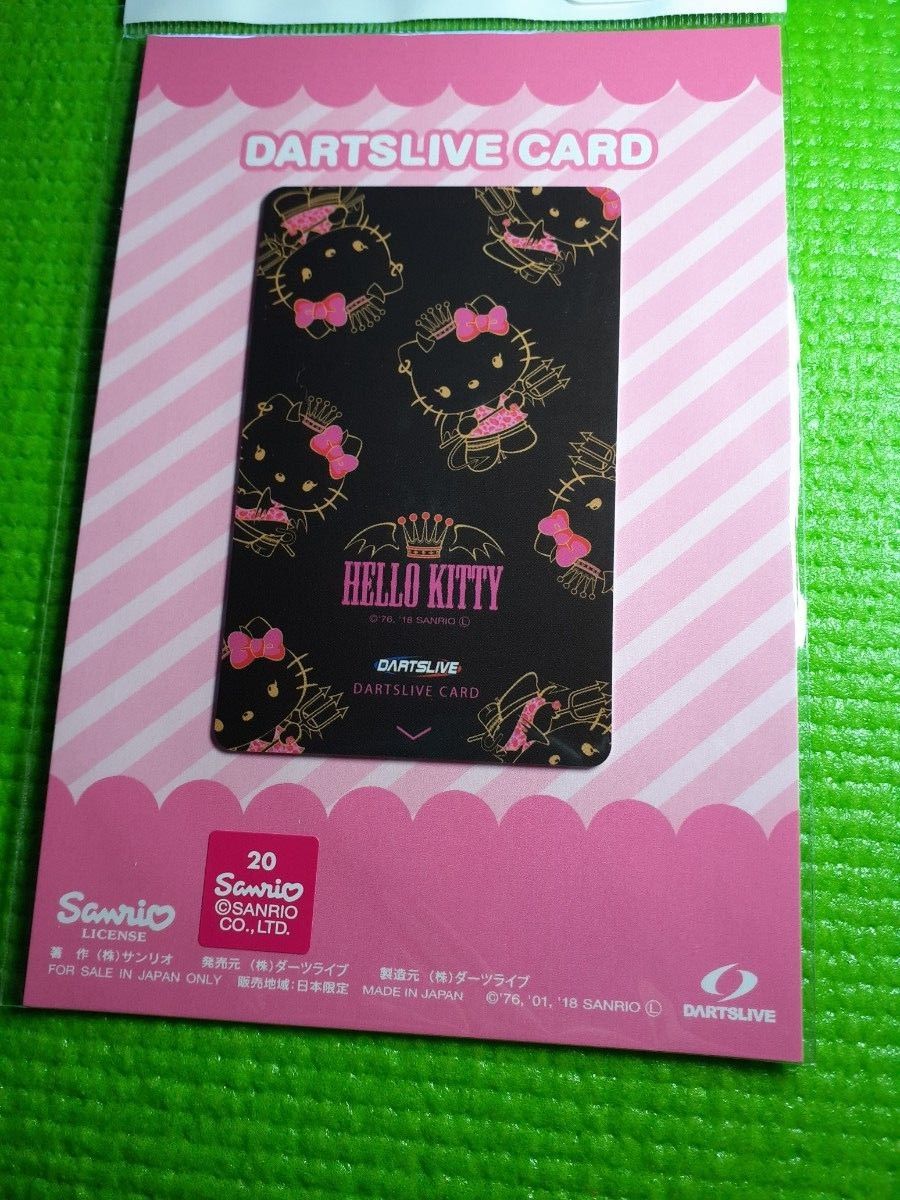 DARTSLIVE CARD
HELLO KITTY
©'76, '18 SANRIO Ⓛ
DARTSLIVE
DARTSLIVE CARD
20
Sanrio
©SANRIO
CO., LTD.
Sanrio
LICENSE
著 作 (株)サンリオ 発売元 (株)ダーツライブ 製造元 (株)ダーツライブ
FOR SALE IN JAPAN ONLY 販売地域:日本限定 MADE IN JAPAN ©'76, '01, '18 SANRIO Ⓛ
DARTSLIVE